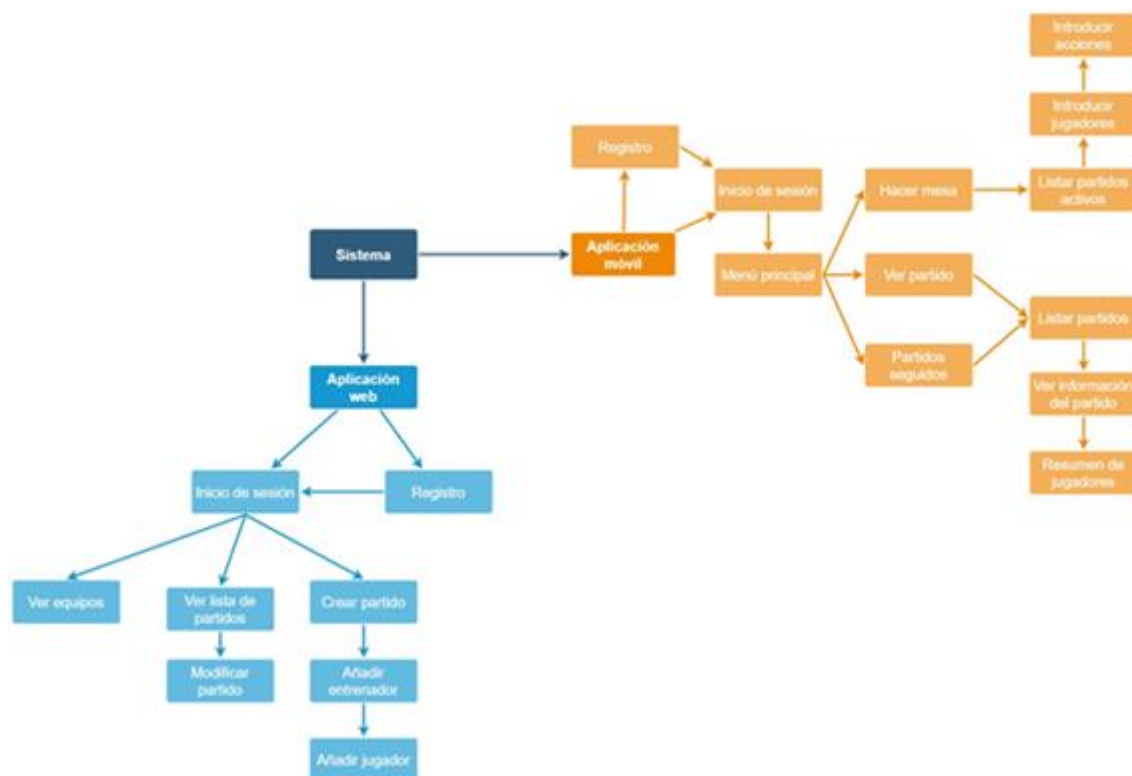 Introducir
acciones
Introducir
jugadores
Registro
Inicio de sesión
Hacer mesa
Listar partidos
activos
Sistema
Aplicación
móvil
Menú principal
Ver partido
Listar partidos
Partidos
seguidos
Aplicación
web
Ver información
del partido
Resumen de
jugadores
Inicio de sesión
Registro
Ver equipos
Ver lista de
partidos
Crear partido
Modificar
partido
Añadir
entrenador
Añadir jugador